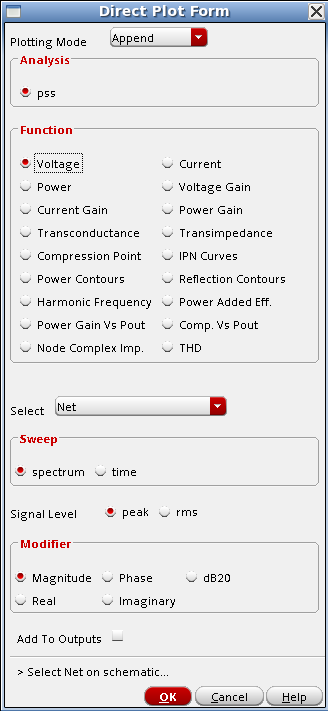 Direct Plot Form
Plotting Mode Append
Analysis
pss
Function
Voltage Current
Power Voltage Gain
Current Gain Power Gain
Transconductance Transimpedance
Compression Point IPN Curves
Power Contours Reflection Contours
Harmonic Frequency Power Added Eff.
Power Gain Vs Pout Comp. Vs Pout
Node Complex Imp. THD
Select Net
Sweep
spectrum time
Signal Level peak rms
Modifier
Magnitude Phase dB20
Real Imaginary
Add To Outputs
> Select Net on schematic...
OK Cancel Help